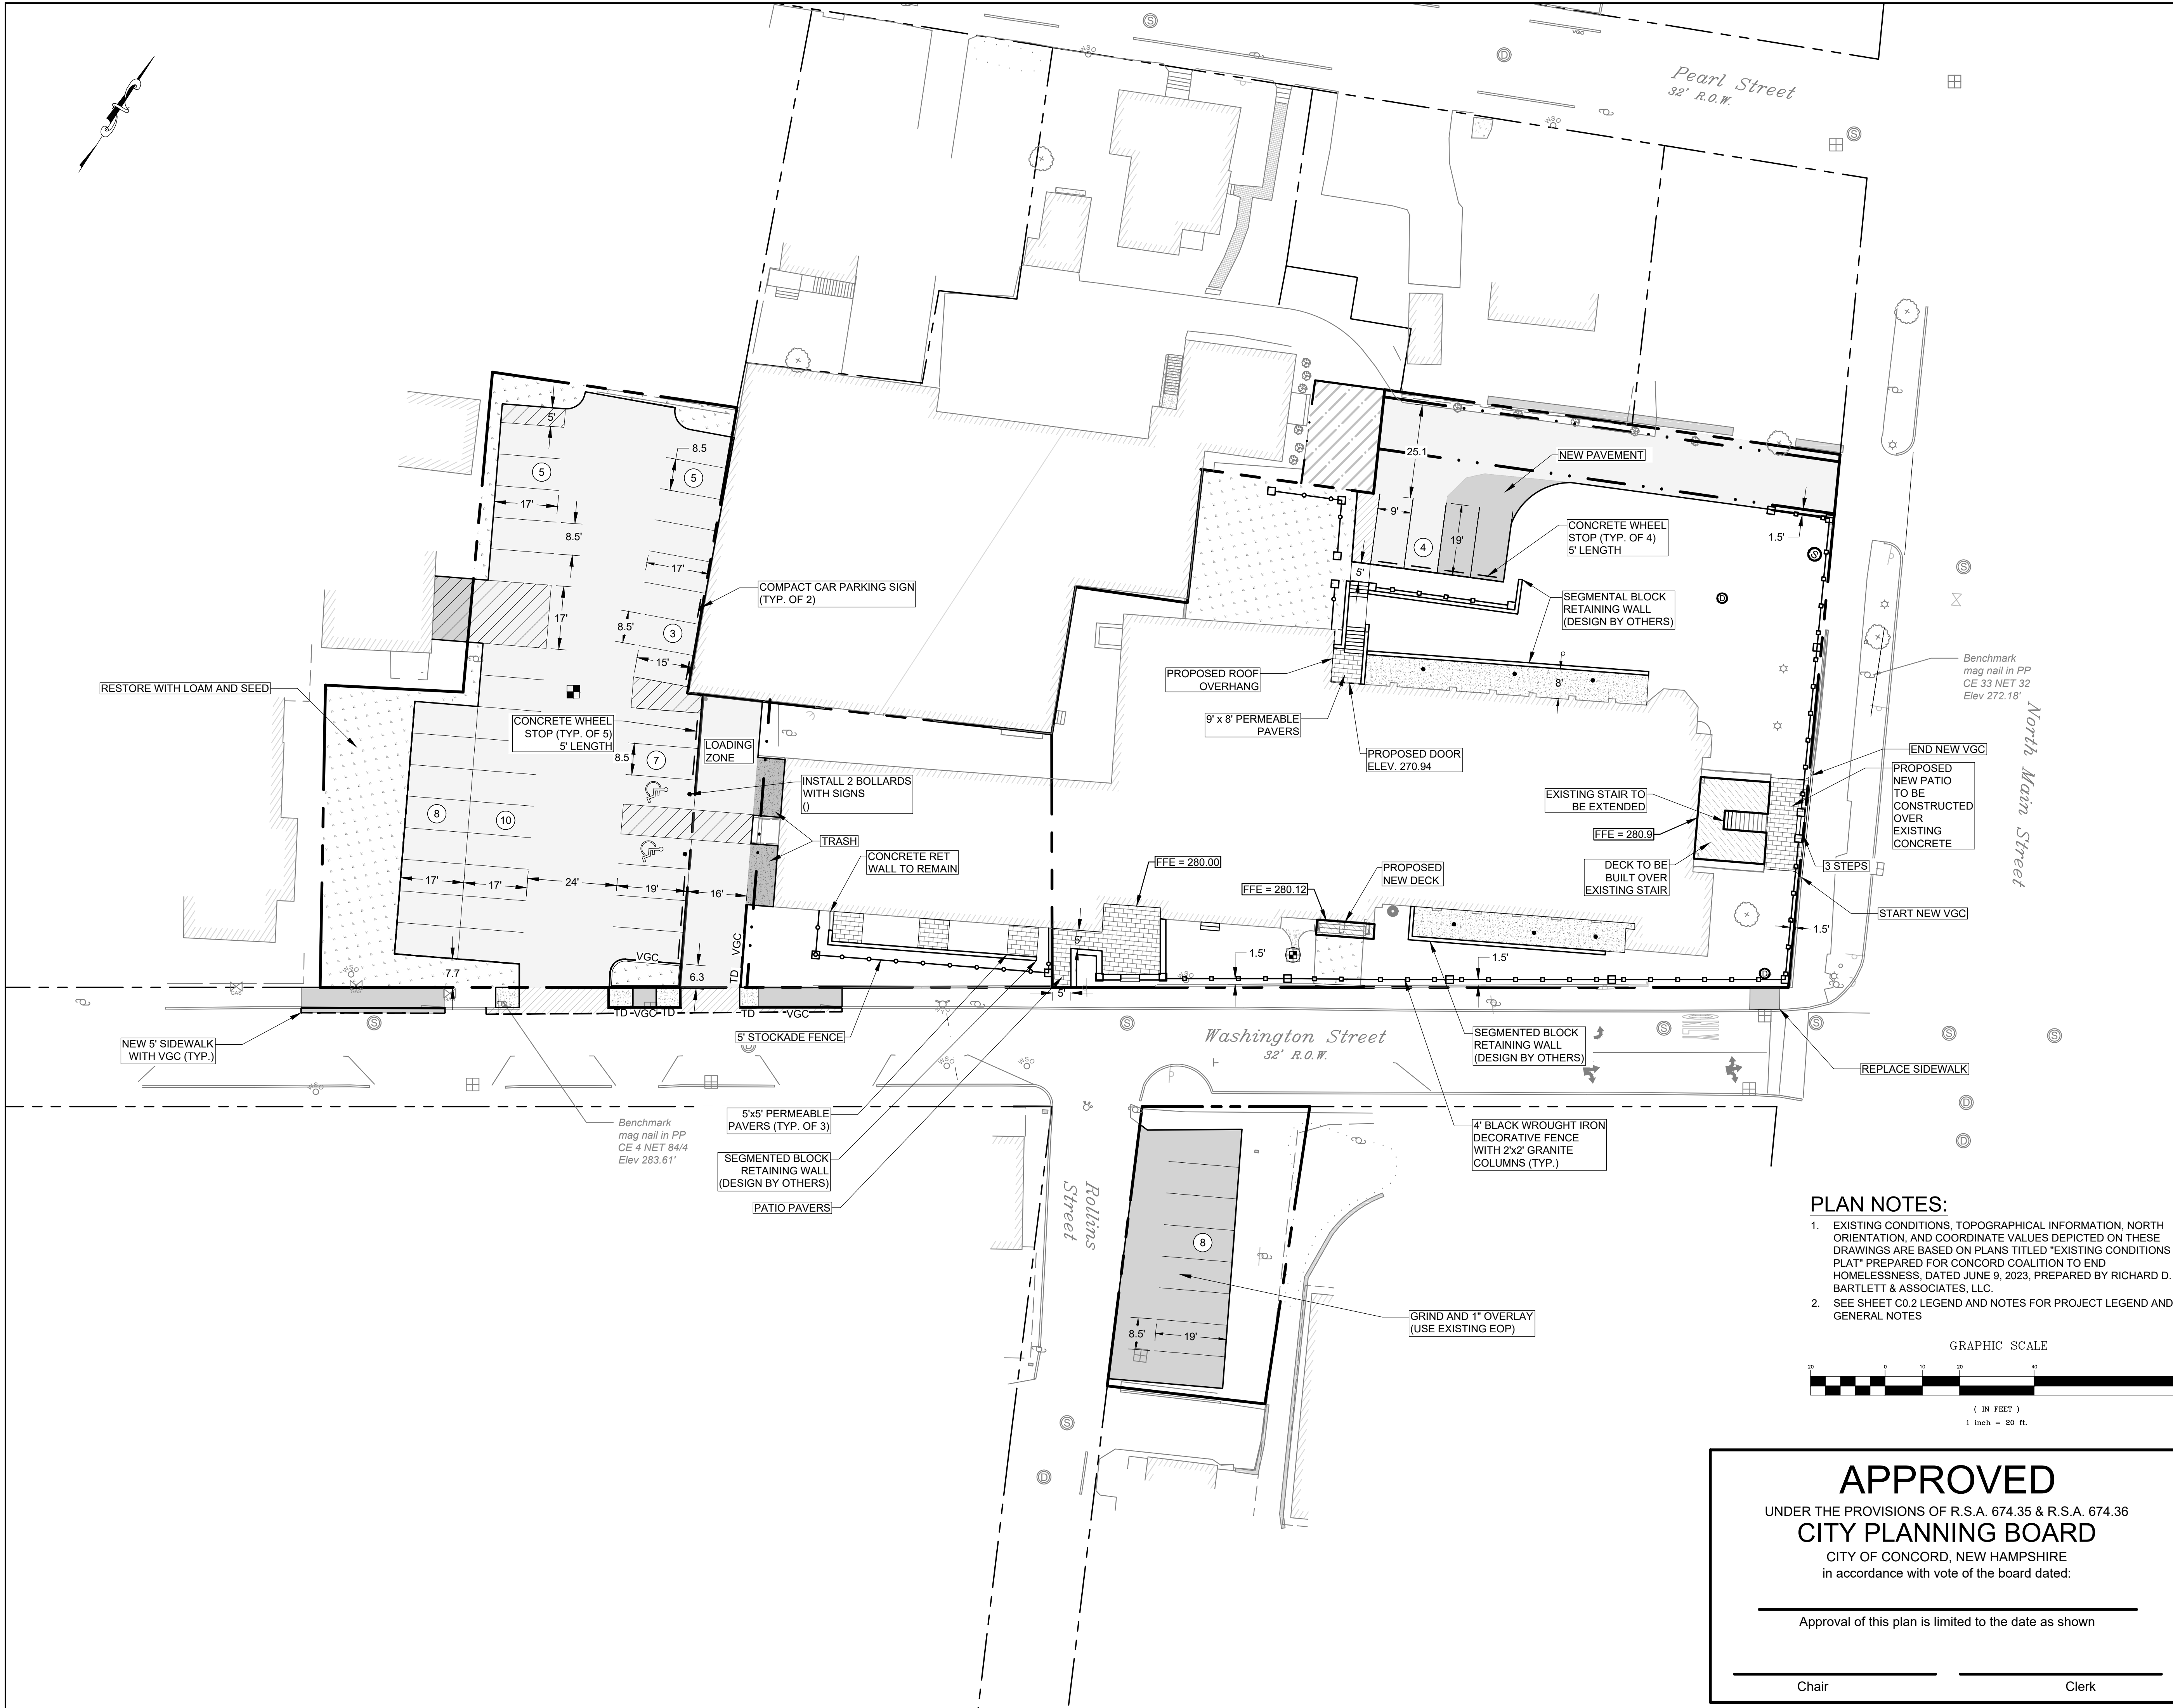 Pearl Street
32' R.O.W.
VGC
WSO
WSO
5'
8.5
5
5
17'
8.5'
17'
COMPACT CAR PARKING SIGN
(TYP. OF 2)
17'
8.5'
3
15'
RESTORE WITH LOAM AND SEED
CONCRETE WHEEL
STOP (TYP. OF 5)
5' LENGTH
8.5
7
LOADING
ZONE
INSTALL 2 BOLLARDS
WITH SIGNS
()
TRASH
CONCRETE RET
WALL TO REMAIN
8
10
17'
17'
24'
19'
16'
VGC
TD
VGC
7.7
6.3
TD
VGC
TD
TD
VGC
NEW 5' SIDEWALK
WITH VGC (TYP.)
5' STOCKADE FENCE
25.1
NEW PAVEMENT
9'
19'
4
5'
CONCRETE WHEEL
STOP (TYP. OF 4)
5' LENGTH
1.5'
SEGMENTAL BLOCK
RETAINING WALL
(DESIGN BY OTHERS)
PROPOSED ROOF
OVERHANG
8'
9' x 8' PERMEABLE
PAVERS
PROPOSED DOOR
ELEV. 270.94
Benchmark
mag nail in PP
CE 33 NET 32
Elev 272.18'
North Main Street
END NEW VGC
PROPOSED
NEW PATIO
TO BE
CONSTRUCTED
OVER
EXISTING
CONCRETE
EXISTING STAIR TO
BE EXTENDED
FFE = 280.9
DECK TO BE
BUILT OVER
EXISTING STAIR
3 STEPS
START NEW VGC
1.5'
FFE = 280.00
FFE = 280.12
PROPOSED
NEW DECK
5'
5'
1.5'
1.5'
WSO
Washington Street
32' R.O.W.
SEGMENTED BLOCK
RETAINING WALL
(DESIGN BY OTHERS)
REPLACE SIDEWALK
WSO
WSO
WSO
Benchmark
mag nail in PP
CE 4 NET 84/4
Elev 283.61'
5'x5' PERMEABLE
PAVERS (TYP. OF 3)
SEGMENTED BLOCK
RETAINING WALL
(DESIGN BY OTHERS)
PATIO PAVERS
4' BLACK WROUGHT IRON
DECORATIVE FENCE
WITH 2'x2' GRANITE
COLUMNS (TYP.)
Rollins
Street
8
8.5'
19'
GRIND AND 1" OVERLAY
(USE EXISTING EOP)
PLAN NOTES:
1. EXISTING CONDITIONS, TOPOGRAPHICAL INFORMATION, NORTH
ORIENTATION, AND COORDINATE VALUES DEPICTED ON THESE
DRAWINGS ARE BASED ON PLANS TITLED "EXISTING CONDITIONS
PLAT" PREPARED FOR CONCORD COALITION TO END
HOMELESSNESS, DATED JUNE 9, 2023, PREPARED BY RICHARD D.
BARTLETT & ASSOCIATES, LLC.
2. SEE SHEET C0.2 LEGEND AND NOTES FOR PROJECT LEGEND AND
GENERAL NOTES
GRAPHIC SCALE
20 0 10 20 40
( IN FEET )
1 inch = 20 ft.
APPROVED
UNDER THE PROVISIONS OF R.S.A. 674.35 & R.S.A. 674.36
CITY PLANNING BOARD
CITY OF CONCORD, NEW HAMPSHIRE
in accordance with vote of the board dated:
Approval of this plan is limited to the date as shown
Chair Clerk